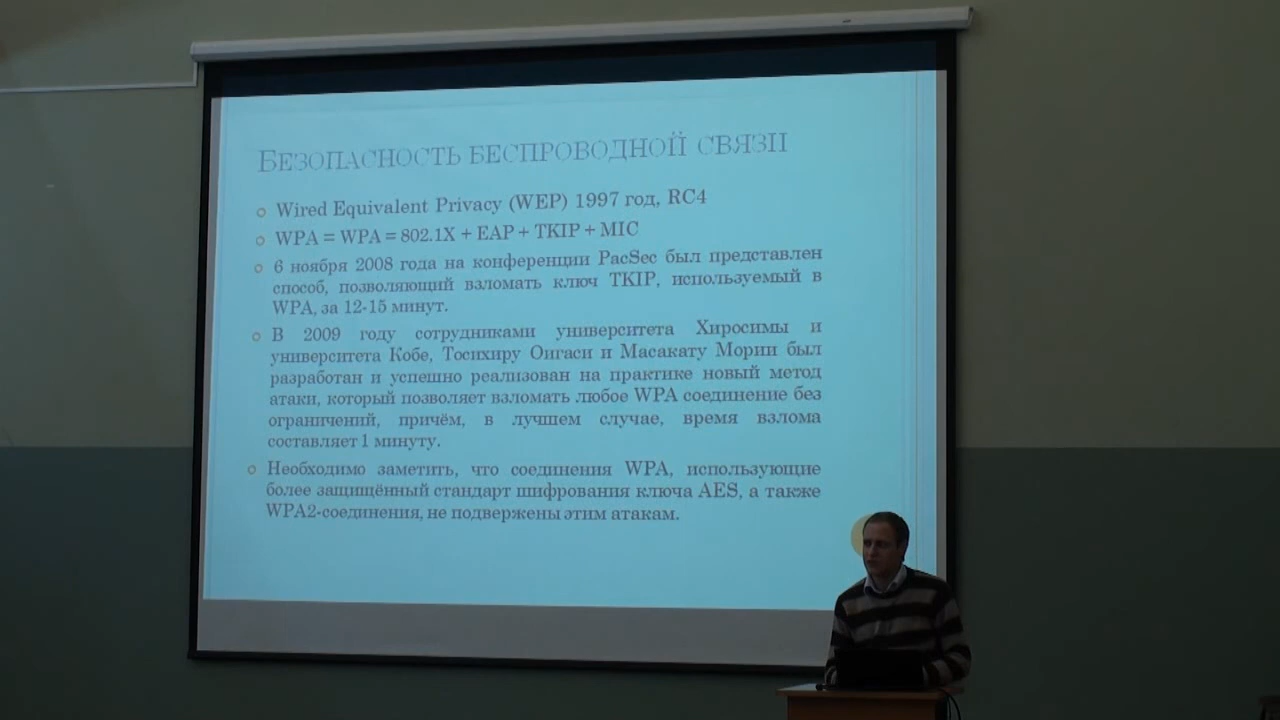 Безопасность беспроводной связи
Wired Equivalent Privacy (WEP) 1997 год, RC4
WPA = WPA = 802.1X + EAP + TKIP + MIC
6 ноября 2008 года на конференции PacSec был представлен
способ, позволяющий взломать ключ TKIP, используемый в
WPA, за 12-15 минут.
В 2009 году сотрудниками университета Хиросимы и
университета Кобе, Тосихиру Оигаси и Масакату Мории был
разработан и успешно реализован на практике новый метод
атаки, который позволяет взломать любое WPA соединение без
ограничений, причём, в лучшем случае, время взлома
составляет 1 минуту.
Необходимо заметить, что соединения WPA, использующие
более защищённый стандарт шифрования ключа AES, а также
WPA2-соединения, не подвержены этим атакам.